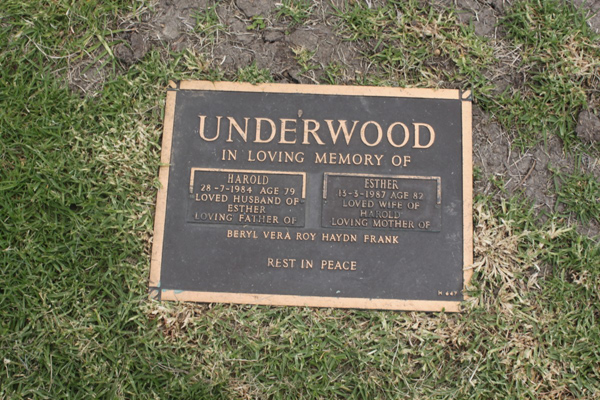 UNDERWOOD
IN LOVING MEMORY OF
HAROLD
28-7-1984 AGE 79
LOVED HUSBAND OF
ESTHER
LOVING FATHER OF
ESTHER
13-5-1987 AGE 82
LOVED WIFE OF
HAROLD
LOVING MOTHER OF
BERYL VERA ROY HAYDN FRANK
REST IN PEACE